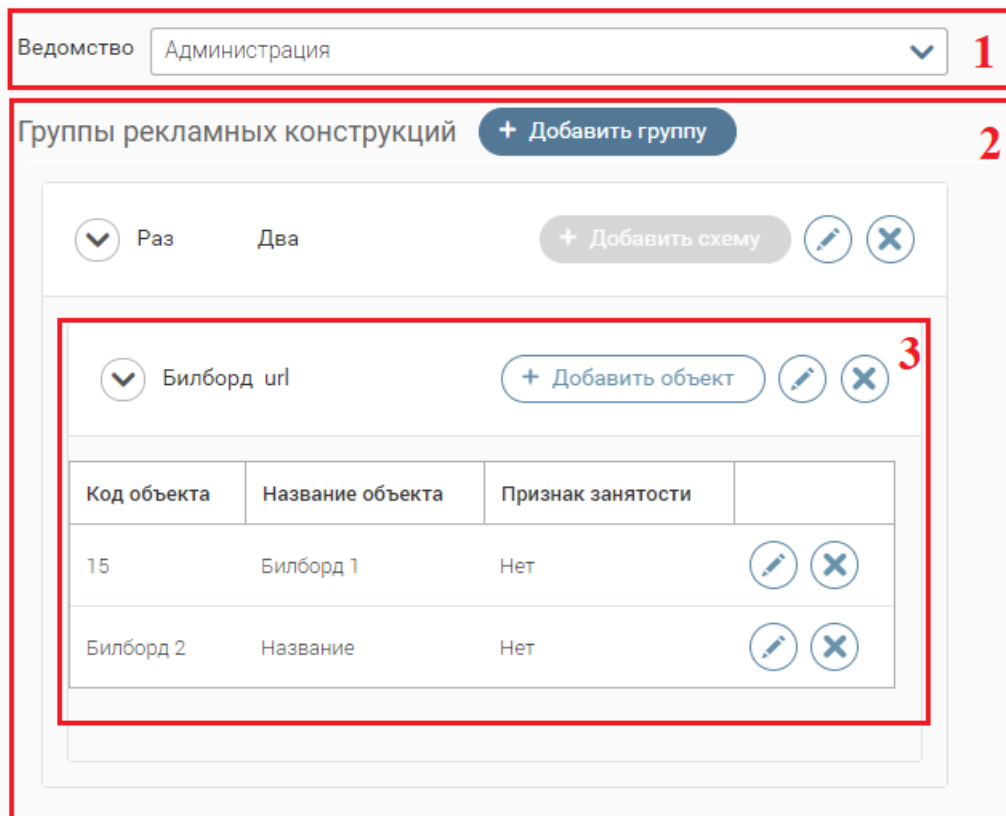 Ведомство Администрация 1
Группы рекламных конструкций + Добавить группу 2
Раз Два + Добавить схему
3
Билборд url + Добавить объект
Код объекта Название объекта Признак занятости
15 Билборд 1 Нет
Билборд 2 Название Нет